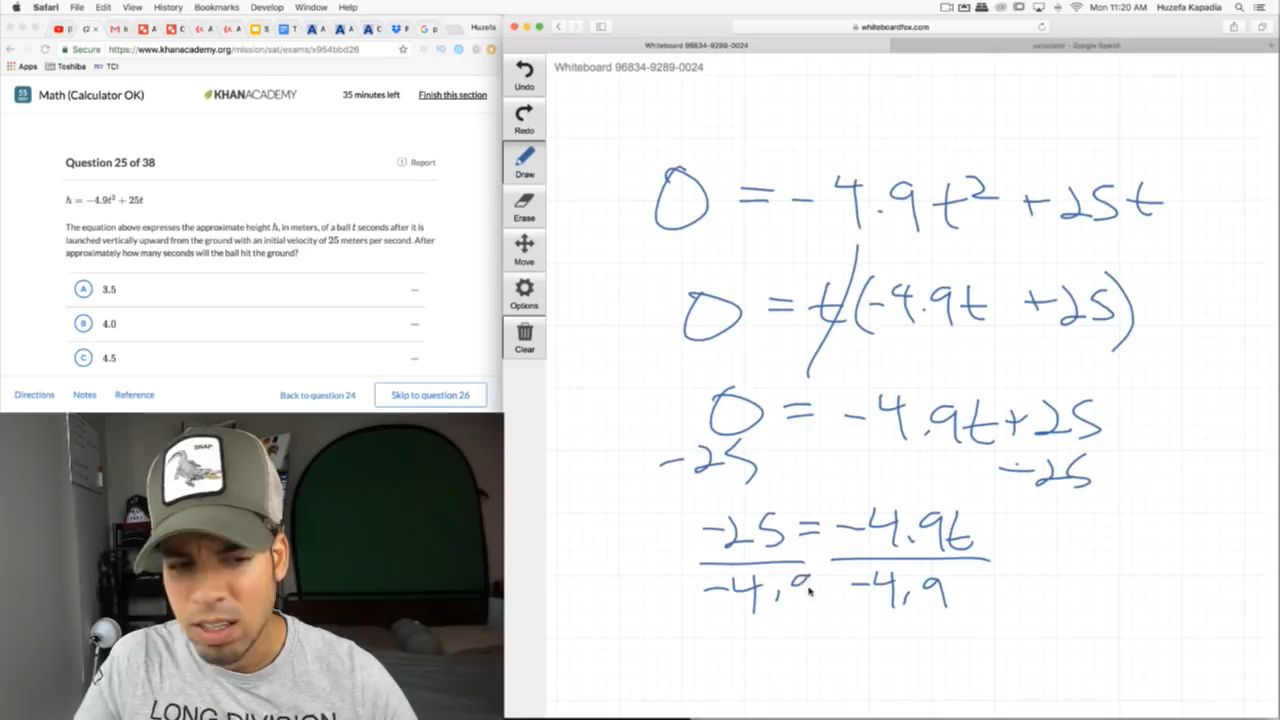 Safari File Edit View History Bookmarks Develop Window Help
Mon 11:20 AM Huzefa Kapadia
Huzefa
Secure https://www.khanacademy.org/mission/sat/exams/x954bbd26
Apps Toshiba TCI
Math (Calculator OK)
KHANACADEMY
35 minutes left
Finish this section
Question 25 of 38
Report
h = −4.9t² + 25t
The equation above expresses the approximate height h, in meters, of a ball t seconds after it is
launched vertically upward from the ground with an initial velocity of 25 meters per second. After
approximately how many seconds will the ball hit the ground?
A 3.5
B 4.0
C 4.5
Directions Notes Reference Back to question 24 Skip to question 26
SNAP
LONG DIVISION
whiteboardfox.com
Whiteboard 96834-9289-0024
- Google Search
Whiteboard 96834-9289-0024
Undo
Redo
Draw
Erase
Move
Options
Clear
0 = -4.9t² +25t
0 = t(-4.9t +25)
0 = -4.9t+25
-25 -25
-25 = -4.9t
-4.9 -4.9